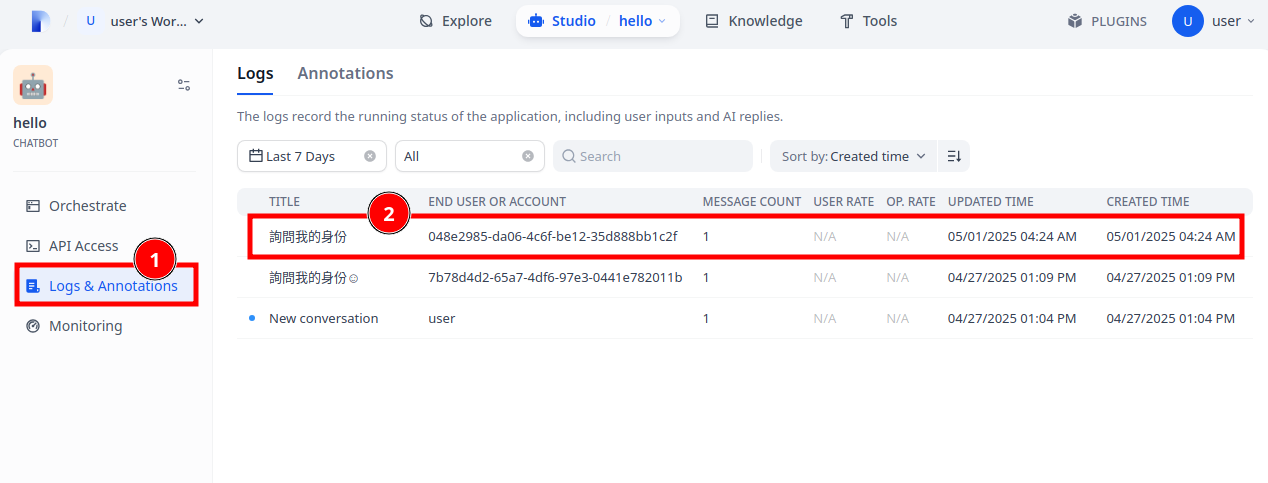 U user's Wor... Explore Studio / hello Knowledge Tools PLUGINS U user
hello
CHATBOT
Orchestrate
API Access
1
Logs & Annotations
Monitoring
Logs Annotations
The logs record the running status of the application, including user inputs and AI replies.
Last 7 Days All Search Sort by: Created time
TITLE END USER OR ACCOUNT MESSAGE COUNT USER RATE OP. RATE UPDATED TIME CREATED TIME
2
詢問我的身份 048e2985-da06-4c6f-be12-35d888bb1c2f 1 N/A N/A 05/01/2025 04:24 AM 05/01/2025 04:24 AM
詢問我的身份☺ 7b78d4d2-65a7-4df6-97e3-0441e782011b 1 N/A N/A 04/27/2025 01:09 PM 04/27/2025 01:09 PM
New conversation user 1 N/A N/A 04/27/2025 01:04 PM 04/27/2025 01:04 PM